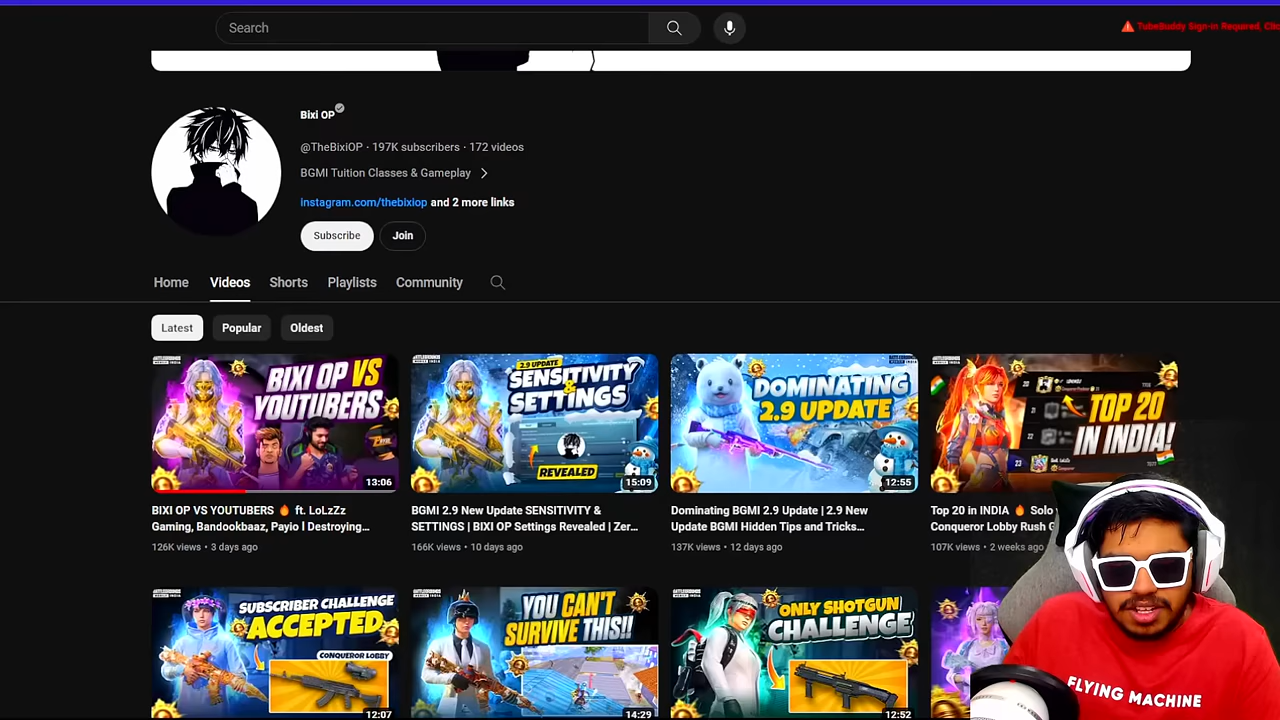 Search
TubeBuddy Sign-in Required, Clic
Bixi OP
@TheBixiOP · 197K subscribers · 172 videos
BGMI Tuition Classes & Gameplay
instagram.com/thebixiop and 2 more links
Subscribe
Join
Home
Videos
Shorts
Playlists
Community
Latest
Popular
Oldest
BIXI OP VS
YOUTUBERS
13:06
2.9 UPDATE
SENSITIVITY
&
SETTINGS
REVEALED
15:09
DOMINATING
2.9 UPDATE
12:55
TOP 20
IN INDIA!
BIXI OP VS YOUTUBERS 🔥 ft. LoLzZz
Gaming, Bandookbaaz, Payio l Destroying...
126K views · 3 days ago
BGMI 2.9 New Update SENSITIVITY &
SETTINGS | BIXI OP Settings Revealed | Zer...
166K views · 10 days ago
Dominating BGMI 2.9 Update | 2.9 New
Update BGMI Hidden Tips and Tricks...
137K views · 12 days ago
Top 20 in INDIA 🔥 Solo
Conqueror Lobby Rush
107K views · 2 weeks ago
SUBSCRIBER CHALLENGE
ACCEPTED
CONQUEROR LOBBY
12:07
YOU CAN'T
SURVIVE THIS!!
14:29
ONLY SHOTGUN
CHALLENGE
12:52
FLYING MACHINE